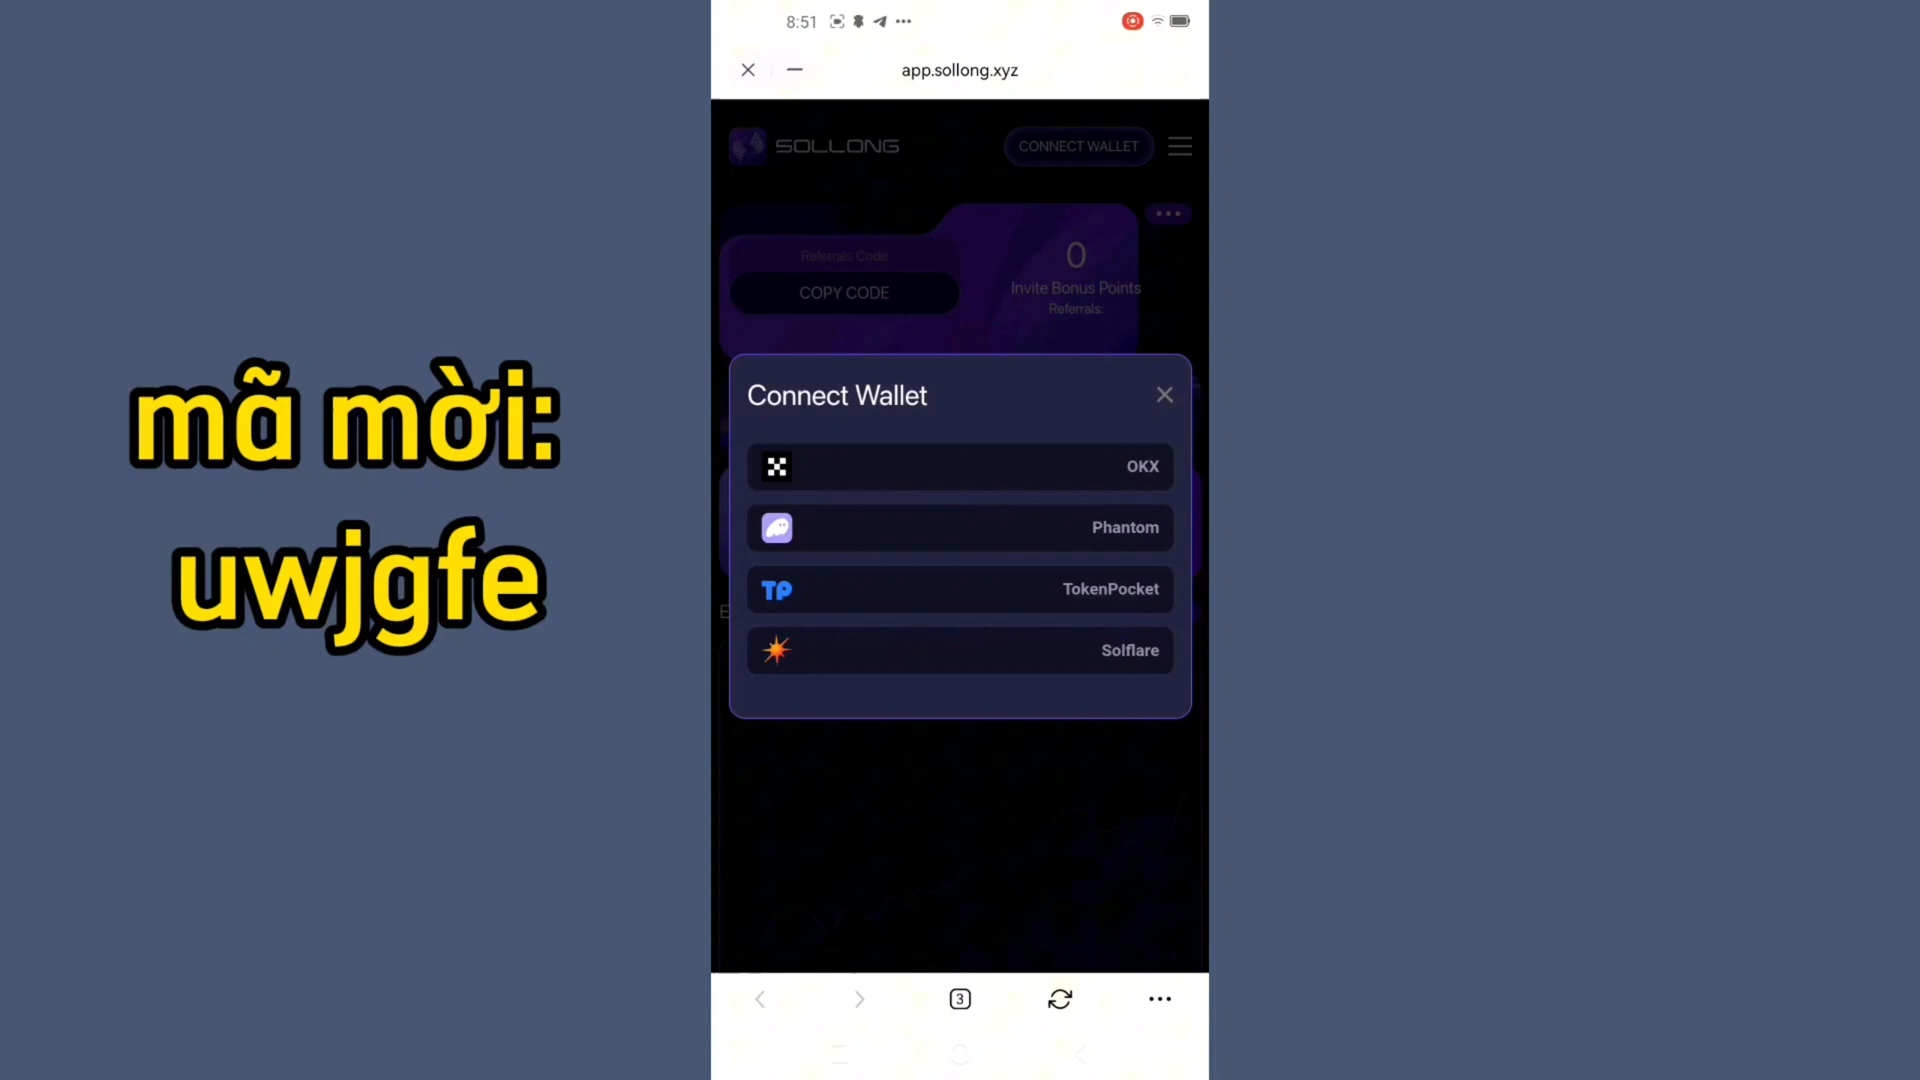 8:51
app.sollong.xyz
SOLLONG
CONNECT WALLET
Referrals Code
COPY CODE
0
Invite Bonus Points
Referrals:
mã mời:
uwjgfe
Connect Wallet
OKX
Phantom
TP TokenPocket
Solflare
3